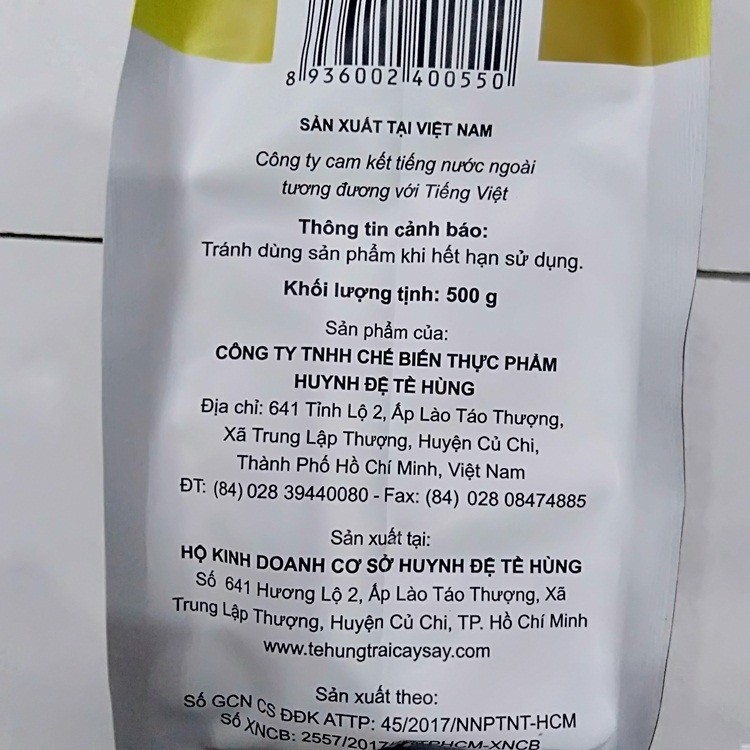 8 936002 400550
SẢN XUẤT TẠI VIỆT NAM
Công ty cam kết tiếng nước ngoài
tương đương với Tiếng Việt
Thông tin cảnh báo:
Tránh dùng sản phẩm khi hết hạn sử dụng.
Khối lượng tịnh: 500 g
Sản phẩm của:
CÔNG TY TNHH CHẾ BIẾN THỰC PHẨM
HUYNH ĐỆ TÈ HÙNG
Địa chỉ: 641 Tỉnh Lộ 2, Ấp Lào Táo Thượng,
Xã Trung Lập Thượng, Huyện Củ Chi,
Thành Phố Hồ Chí Minh, Việt Nam
ĐT: (84) 028 39440080 - Fax: (84) 028 08474885
Sản xuất tại:
HỘ KINH DOANH CƠ SỞ HUYNH ĐỆ TÈ HÙNG
Số 641 Hương Lộ 2, Ấp Lào Táo Thượng, Xã
Trung Lập Thượng, Huyện Củ Chi, TP. Hồ Chí Minh
www.tehungtraicaysay.com
Sản xuất theo:
Số GCN CS ĐĐK ATTP: 45/2017/NNPTNT-HCM
Số XNCB: 2557/2017